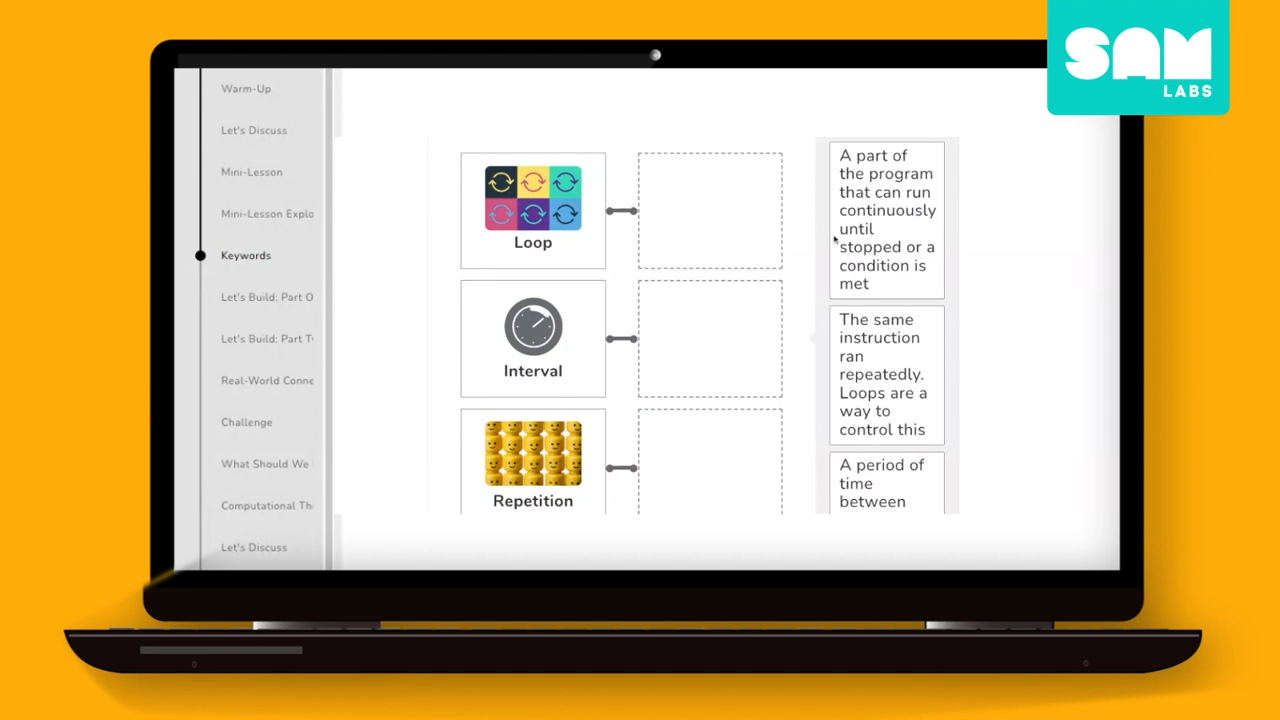 SAM
LABS
Warm-Up
Let's Discuss
Mini-Lesson
Mini-Lesson Explo
Keywords
Let's Build: Part O
Let's Build: Part T
Real-World Conne
Challenge
What Should We
Computational Th
Let's Discuss
Loop
Interval
Repetition
A part of
the program
that can run
continuously
until
stopped or a
condition is
met
The same
instruction
ran
repeatedly.
Loops are a
way to
control this
A period of
time
between